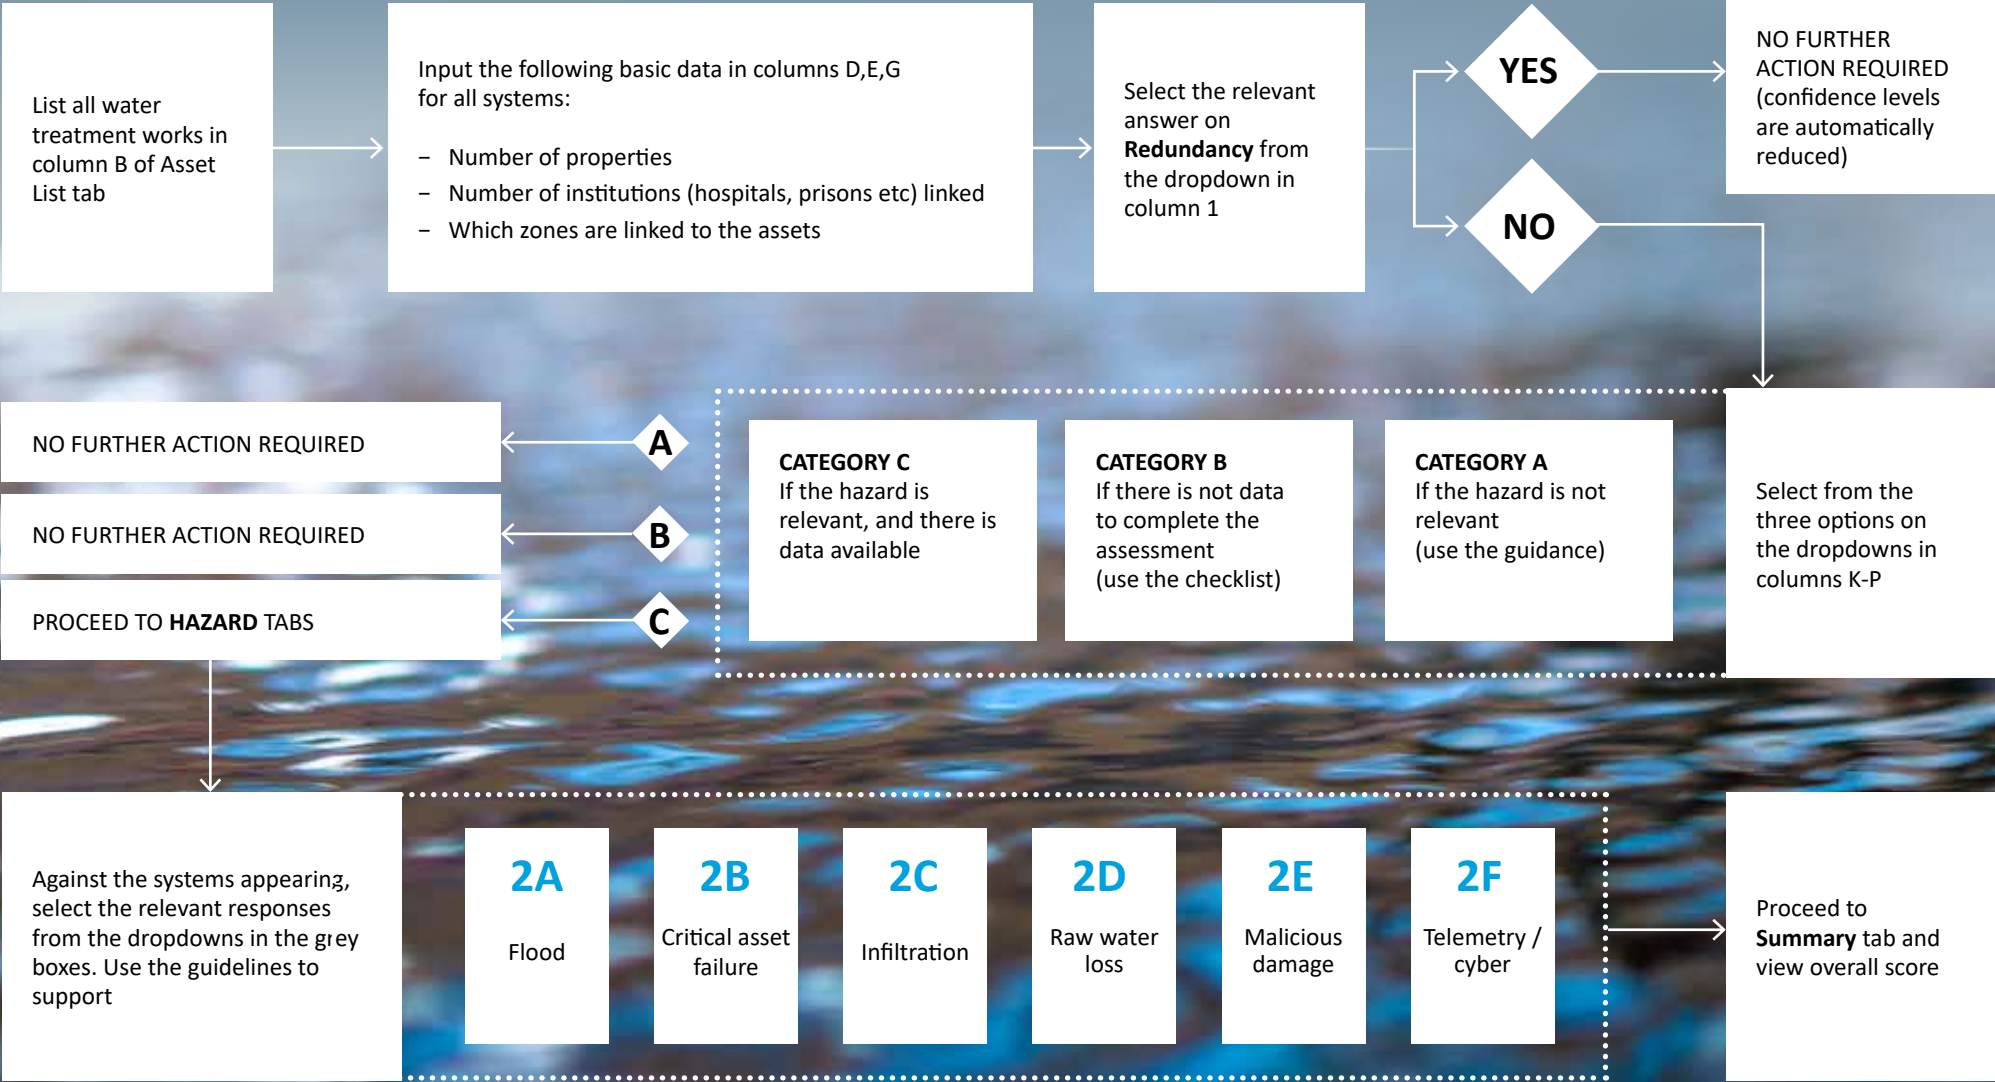 List all water
treatment works in
column B of Asset
List tab
Input the following basic data in columns D,E,G
for all systems:
– Number of properties
– Number of institutions (hospitals, prisons etc) linked
– Which zones are linked to the assets
Select the relevant
answer on
Redundancy from
the dropdown in
column 1
YES
NO
NO FURTHER
ACTION REQUIRED
(confidence levels
are automatically
reduced)
Select from the
three options on
the dropdowns in
columns K-P
CATEGORY C
If the hazard is
relevant, and there is
data available
CATEGORY B
If there is not data
to complete the
assessment
(use the checklist)
CATEGORY A
If the hazard is not
relevant
(use the guidance)
A
NO FURTHER ACTION REQUIRED
B
NO FURTHER ACTION REQUIRED
C
PROCEED TO HAZARD TABS
Against the systems appearing,
select the relevant responses
from the dropdowns in the grey
boxes. Use the guidelines to
support
2A
Flood
2B
Critical asset
failure
2C
Infiltration
2D
Raw water
loss
2E
Malicious
damage
2F
Telemetry /
cyber
Proceed to
Summary tab and
view overall score